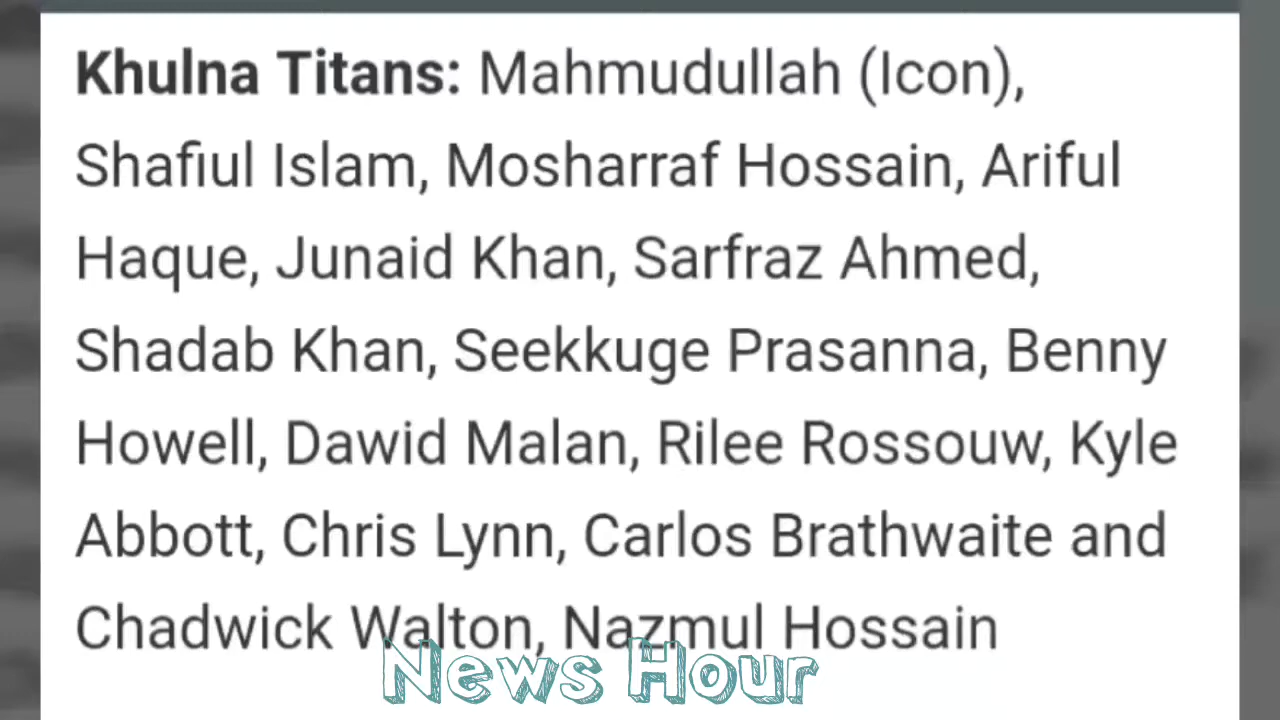 Khulna Titans: Mahmudullah (Icon),
Shafiul Islam, Mosharraf Hossain, Ariful
Haque, Junaid Khan, Sarfraz Ahmed,
Shadab Khan, Seekkuge Prasanna, Benny
Howell, Dawid Malan, Rilee Rossouw, Kyle
Abbott, Chris Lynn, Carlos Brathwaite and
Chadwick Walton, Nazmul Hossain
News Hour